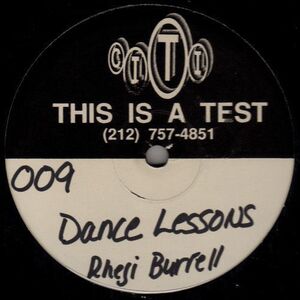 THIS IS A TEST
(212) 757-4851
009
Dance Lessons
Rheji Burrell